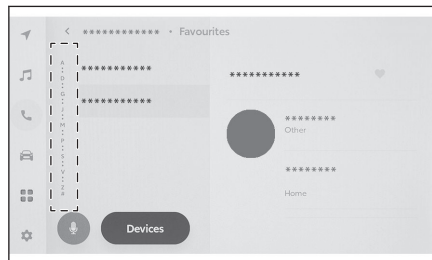 ************ • Favourites
A
•
D
•
G
•
J
•
M
•
P
•
S
•
V
•
Z
#
***********
***********
***********
********
Other
********
Home
Devices